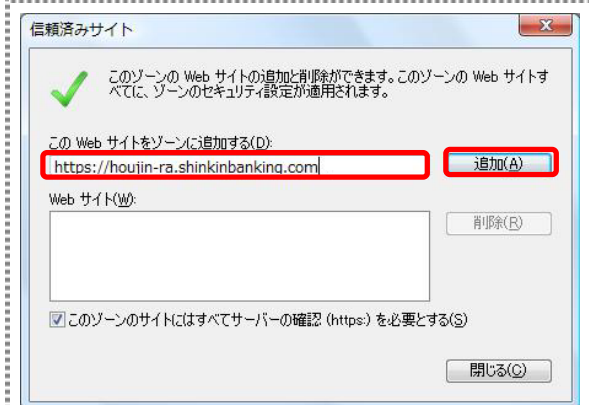 信頼済みサイト
このゾーンの Web サイトの追加と削除ができます。このゾーンの Web サイトす
べてに、ゾーンのセキュリティ設定が適用されます。
この Web サイトをゾーンに追加する(D):
https://houjin-ra.shinkinbanking.com
追加(A)
Web サイト(W):
削除(R)
このゾーンのサイトにはすべてサーバーの確認 (https:) を必要とする(S)
閉じる(C)